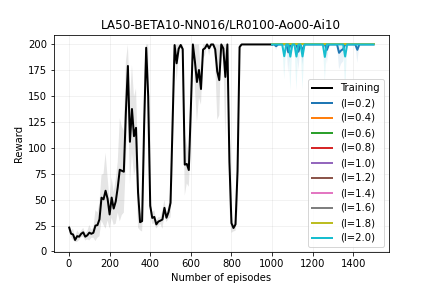 LA50-BETA10-NN016/LR0100-Ao00-Ai10
Reward
200
175
150
125
100
75
50
25
0
Training
(l=0.2)
(l=0.4)
(l=0.6)
(l=0.8)
(l=1.0)
(l=1.2)
(l=1.4)
(l=1.6)
(l=1.8)
(l=2.0)
0 200 400 600 800 1000 1200 1400
Number of episodes